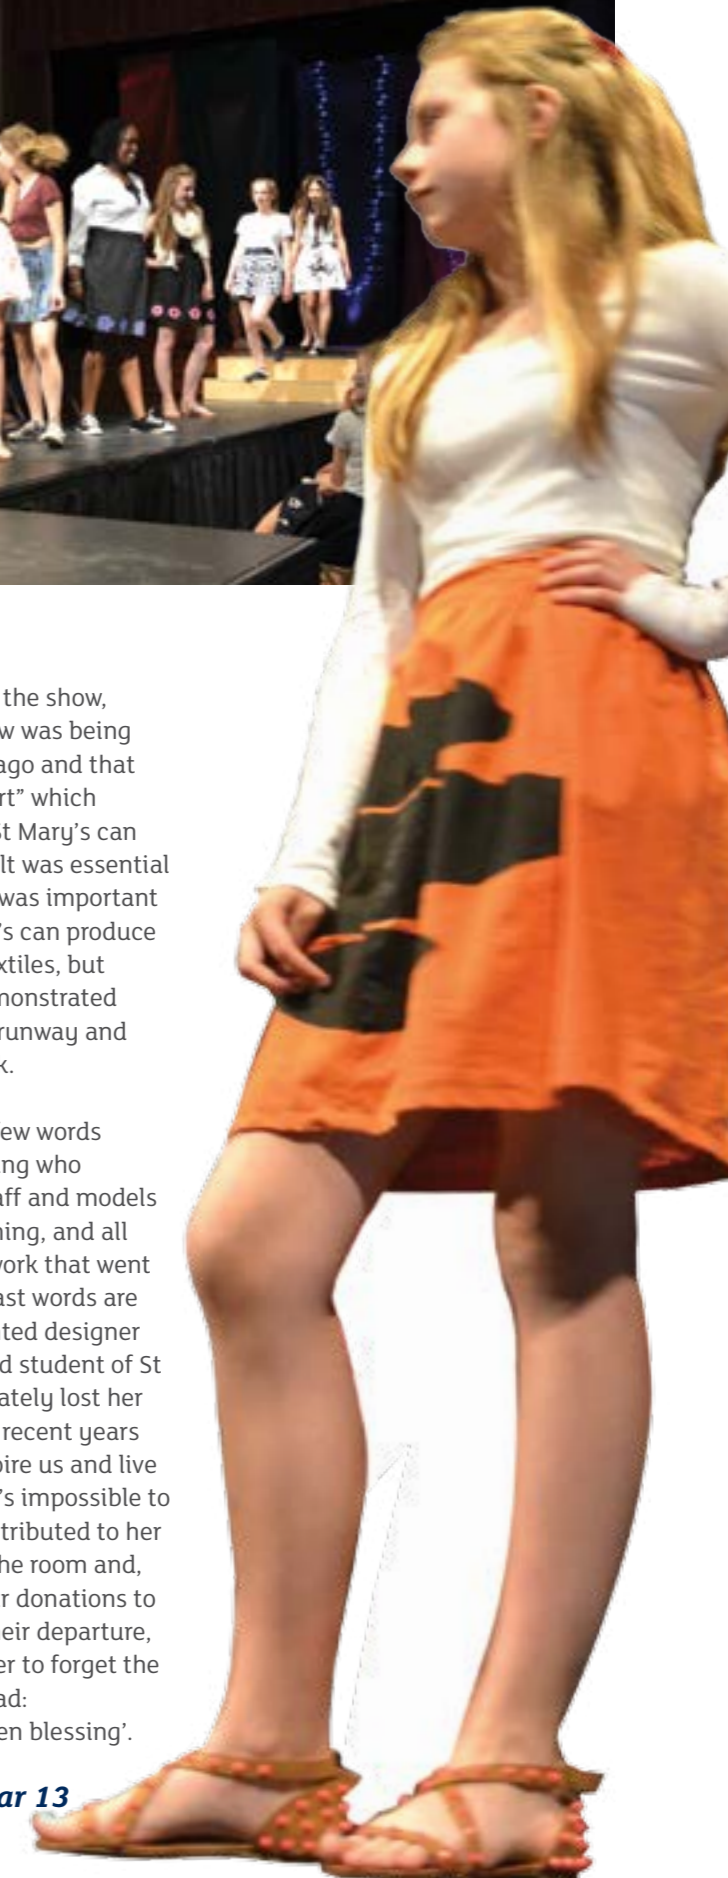 the show,
w was being
ago and that
rt” which
St Mary’s can
lt was essential
was important
’s can produce
xtiles, but
monstrated
runway and
k.
ew words
ng who
aff and models
ning, and all
work that went
ast words are
ted designer
d student of St
ately lost her
recent years
pire us and live
’s impossible to
tributed to her
he room and,
r donations to
eir departure,
er to forget the
ad:
en blessing’.
ar 13